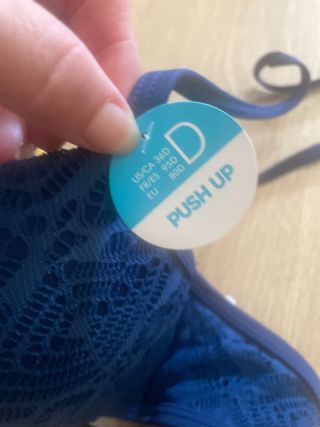 US/CA 36D
FR/ES 95D
EU 80D
D
PUSH UP